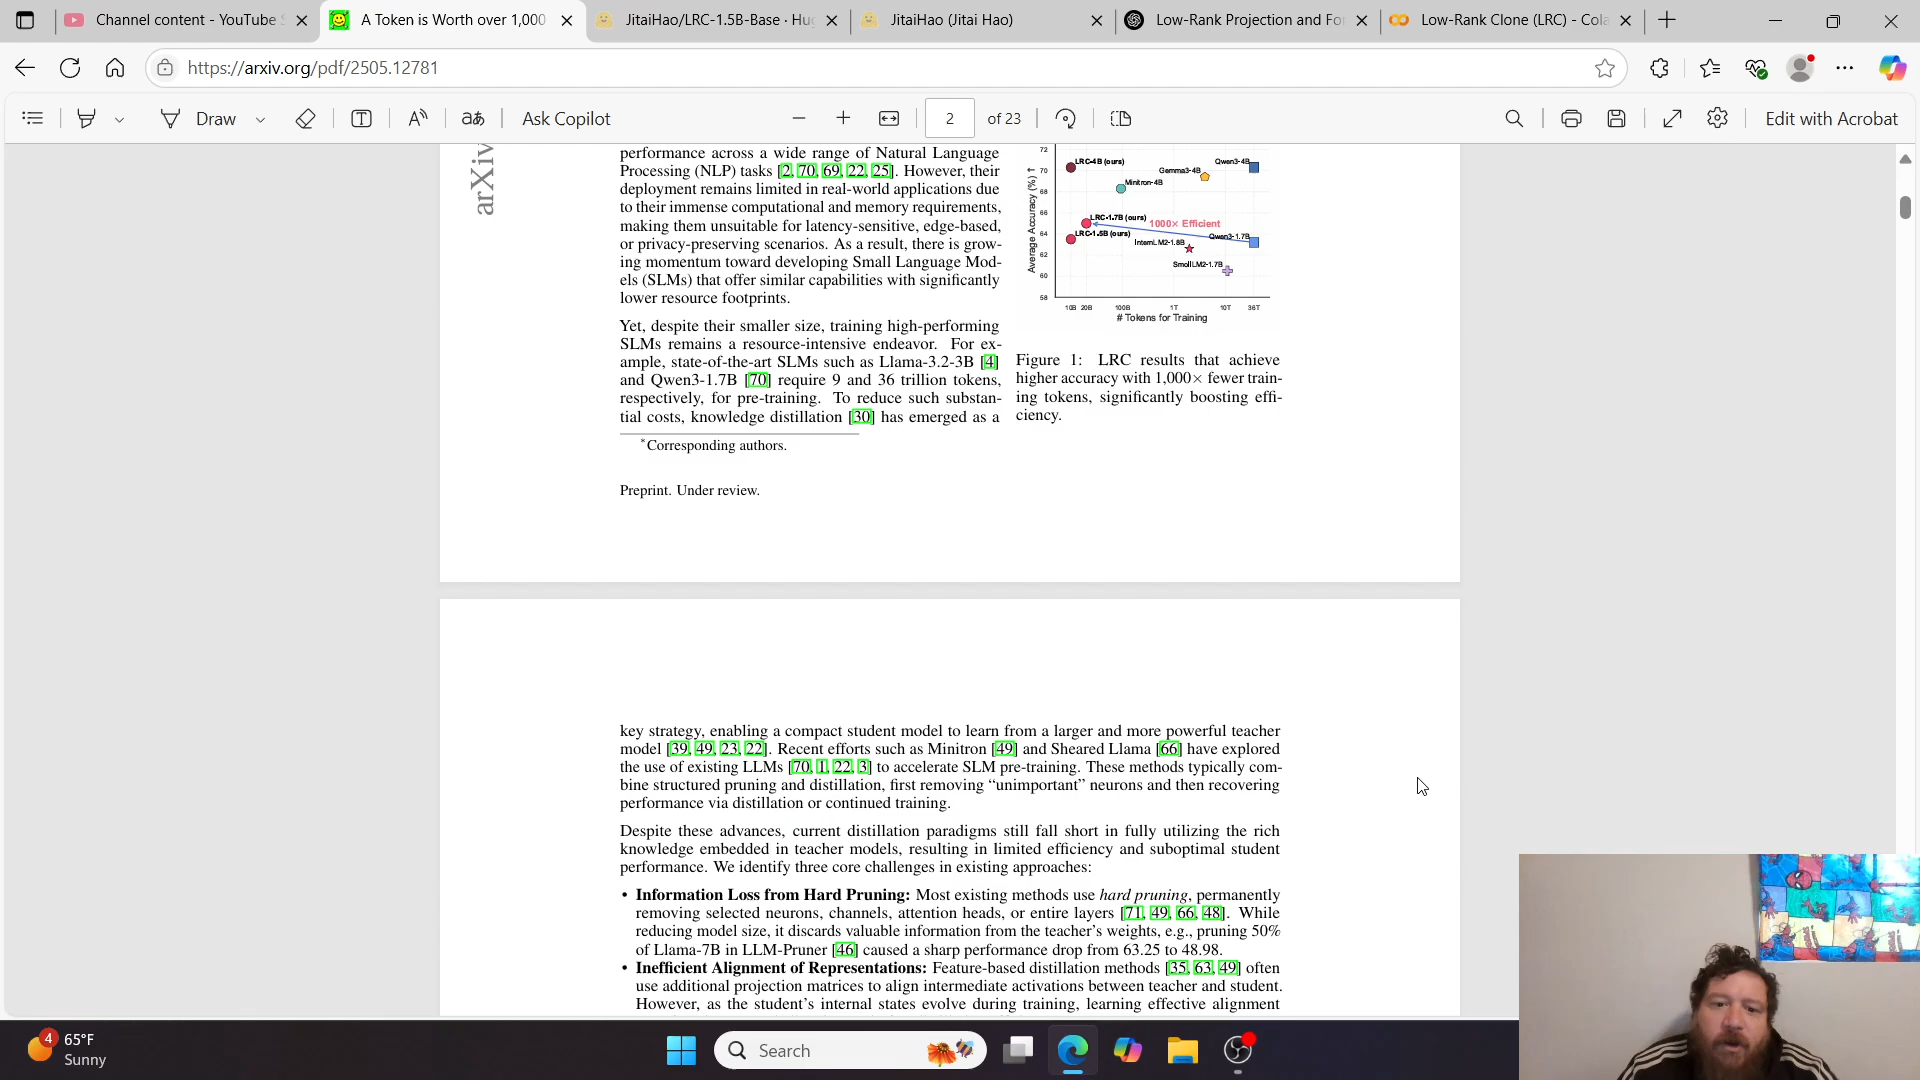 Channel content - YouTube S
A Token is Worth over 1,000
JitaiHao/LRC-1.5B-Base · Hug
JitaiHao (Jitai Hao)
Low-Rank Projection and For
Low-Rank Clone (LRC) - Cola
https://arxiv.org/pdf/2505.12781
Draw
Ask Copilot
2 of 23
Edit with Acrobat
arXiv
performance across a wide range of Natural Language
Processing (NLP) tasks [2, 70, 69, 22, 25]. However, their
deployment remains limited in real-world applications due
to their immense computational and memory requirements,
making them unsuitable for latency-sensitive, edge-based,
or privacy-preserving scenarios. As a result, there is grow-
ing momentum toward developing Small Language Mod-
els (SLMs) that offer similar capabilities with significantly
lower resource footprints.
Yet, despite their smaller size, training high-performing
SLMs remains a resource-intensive endeavor. For ex-
ample, state-of-the-art SLMs such as Llama-3.2-3B [4]
and Qwen3-1.7B [70] require 9 and 36 trillion tokens,
respectively, for pre-training. To reduce such substan-
tial costs, knowledge distillation [30] has emerged as a
*Corresponding authors.
Preprint. Under review.
Average Accuracy (%) ↑
72
70
68
66
64
62
60
58
LRC-4B (ours)
Minitron-4B
Gemma3-4B
Qwen3-4B
LRC-1.7B (ours)
1000× Efficient
LRC-1.5B (ours)
InternLM2-1.8B
Qwen3-1.7B
SmolLM2-1.7B
10B 20B 100B 1T 10T 36T
# Tokens for Training
Figure 1: LRC results that achieve
higher accuracy with 1,000× fewer train-
ing tokens, significantly boosting effi-
ciency.
key strategy, enabling a compact student model to learn from a larger and more powerful teacher
model [39, 49, 23, 22]. Recent efforts such as Minitron [49] and Sheared Llama [66] have explored
the use of existing LLMs [70, 1, 22, 3] to accelerate SLM pre-training. These methods typically com-
bine structured pruning and distillation, first removing “unimportant” neurons and then recovering
performance via distillation or continued training.
Despite these advances, current distillation paradigms still fall short in fully utilizing the rich
knowledge embedded in teacher models, resulting in limited efficiency and suboptimal student
performance. We identify three core challenges in existing approaches:
• Information Loss from Hard Pruning: Most existing methods use hard pruning, permanently
removing selected neurons, channels, attention heads, or entire layers [71, 49, 66, 48]. While
reducing model size, it discards valuable information from the teacher's weights, e.g., pruning 50%
of Llama-7B in LLM-Pruner [46] caused a sharp performance drop from 63.25 to 48.98.
• Inefficient Alignment of Representations: Feature-based distillation methods [35, 63, 49] often
use additional projection matrices to align intermediate activations between teacher and student.
However, as the student's internal states evolve during training, learning effective alignment
4
65°F
Sunny
Search